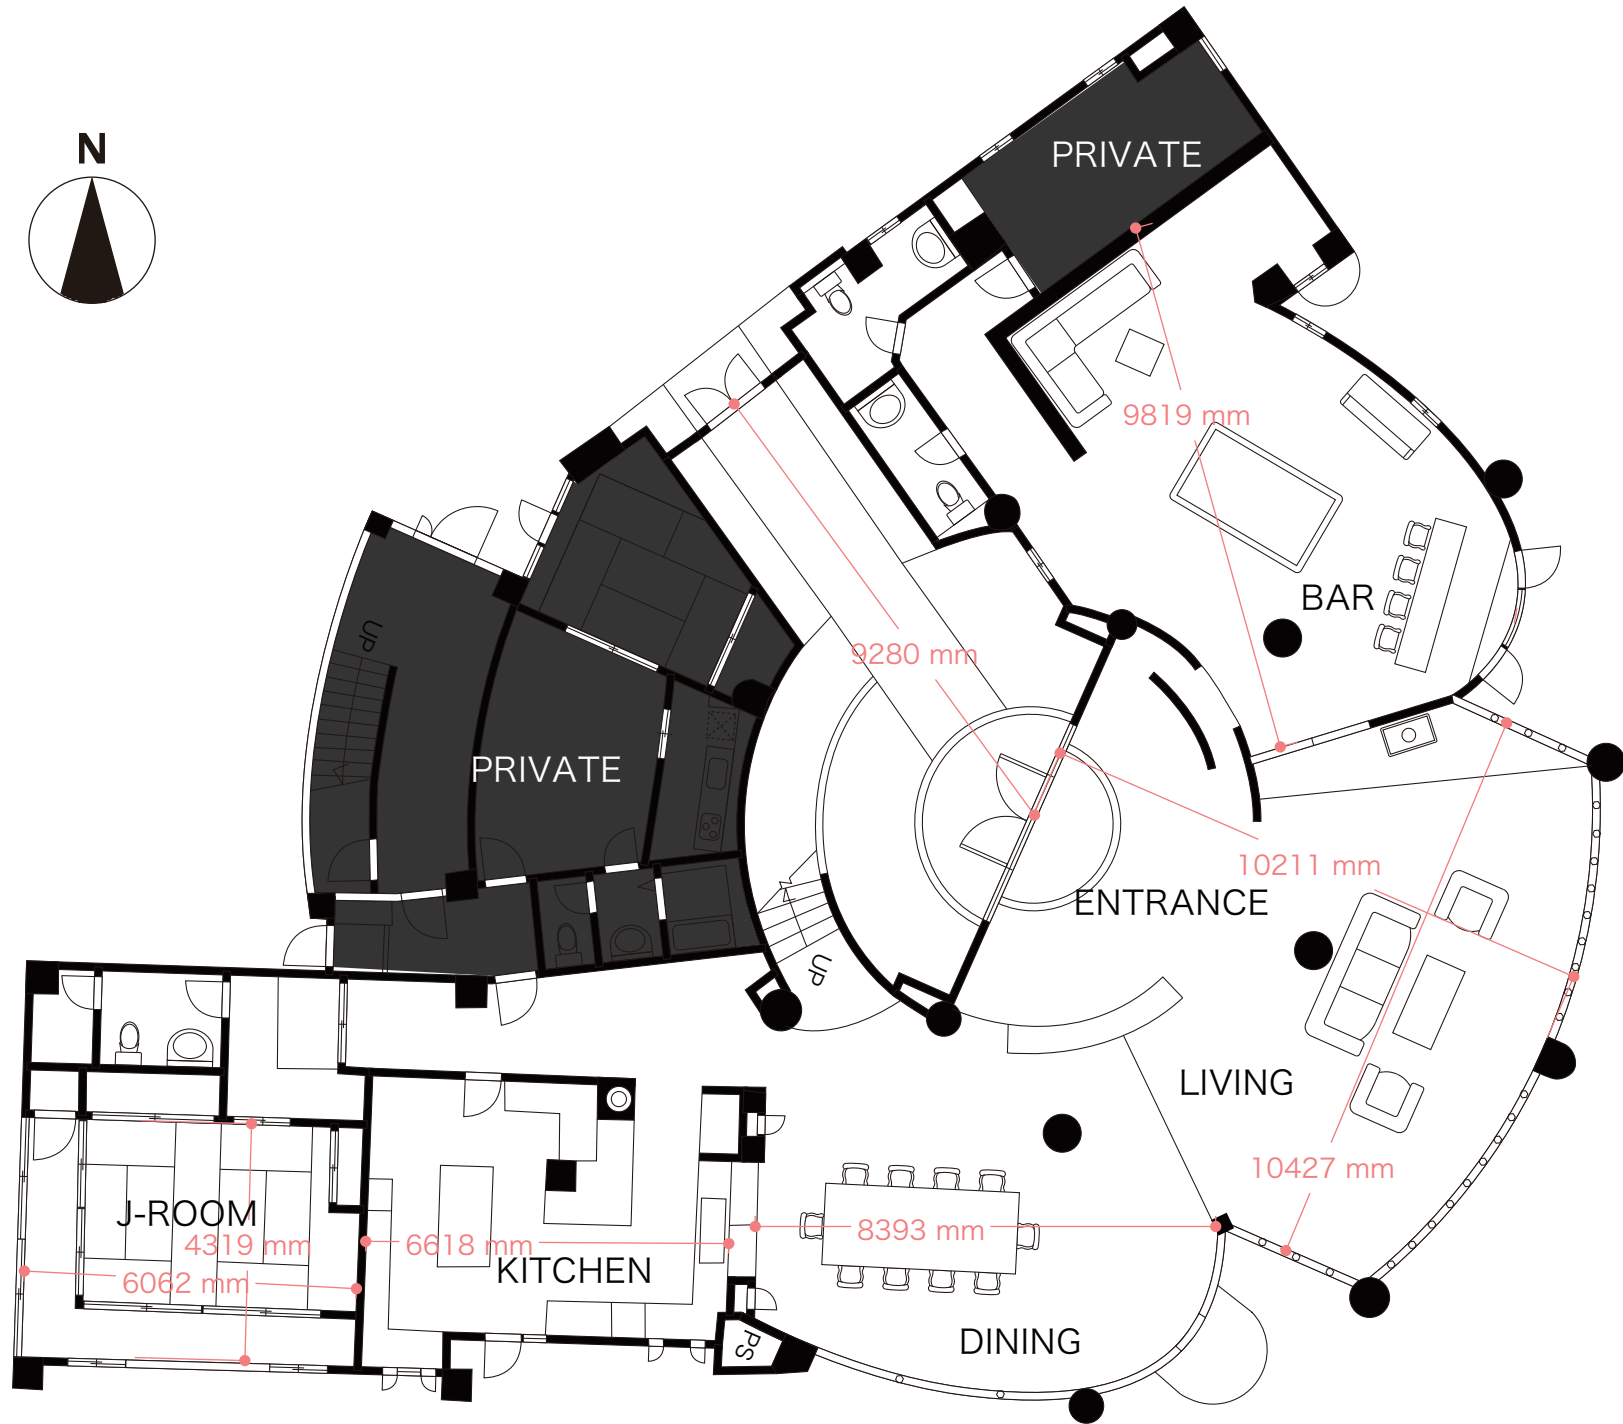 N
PRIVATE
9819 mm
UP
BAR
9280 mm
PRIVATE
10211 mm
ENTRANCE
UP
LIVING
10427 mm
J-ROOM
4319 mm
6618 mm
8393 mm
6062 mm
KITCHEN
PS
DINING